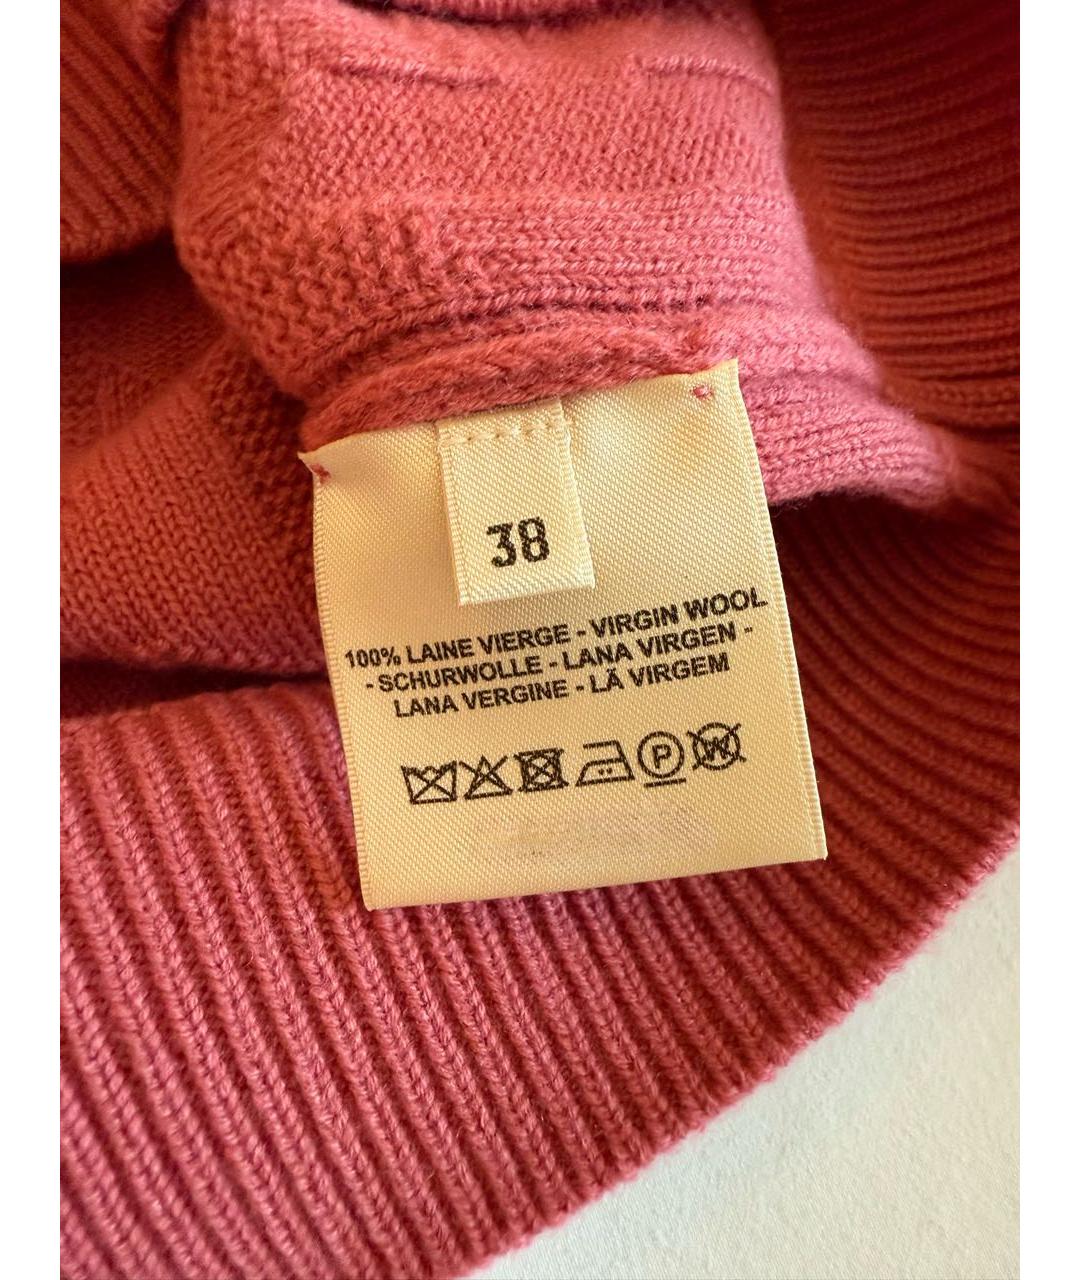 38
100% LAINE VIERGE - VIRGIN WOOL
- SCHURWOLLE - LANA VIRGEN -
LANA VERGINE - LÃ VIRGEM
P W